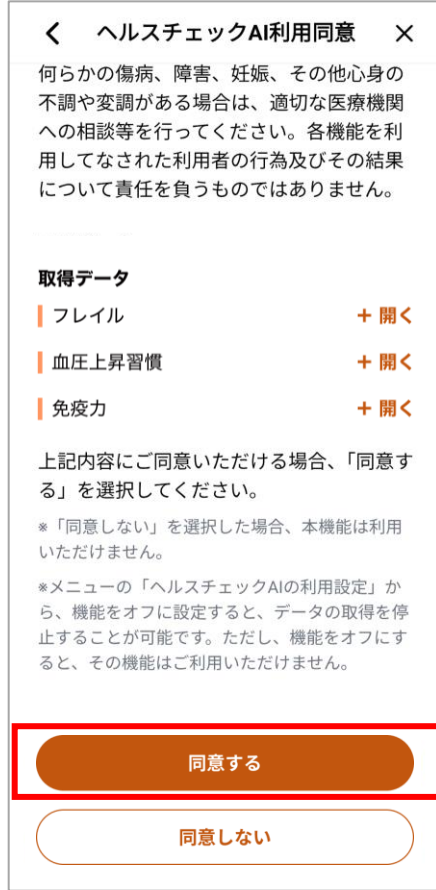 ヘルスチェックAI利用同意
何らかの傷病、障害、妊娠、その他心身の
不調や変調がある場合は、適切な医療機関
への相談等を行ってください。各機能を利
用してなされた利用者の行為及びその結果
について責任を負うものではありません。
取得データ
フレイル + 開く
血圧上昇習慣 + 開く
免疫力 + 開く
上記内容にご同意いただける場合、「同意す
る」を選択してください。
※「同意しない」を選択した場合、本機能は利用
いただけません。
※メニューの「ヘルスチェックAIの利用設定」か
ら、機能をオフに設定すると、データの取得を停
止することが可能です。ただし、機能をオフにす
ると、その機能はご利用いただけません。
同意する
同意しない